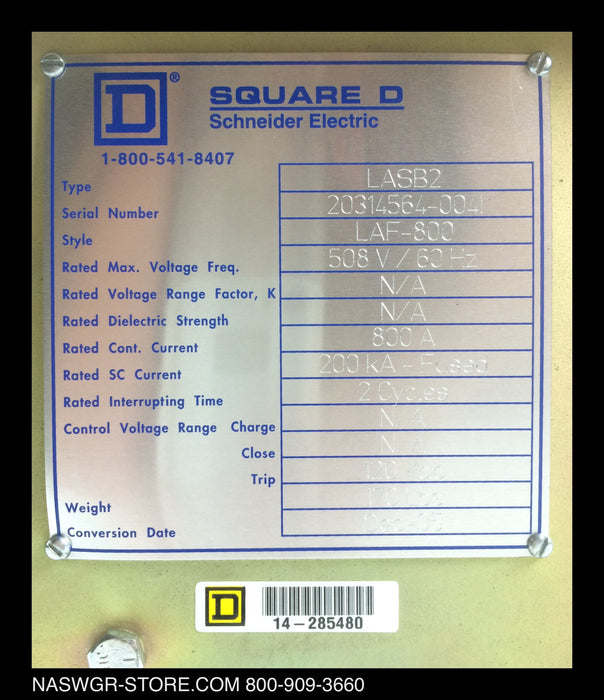 D®
SQUARE D
Schneider Electric
1-800-541-8407
Type LASB2
Serial Number 20314564-004
Style LAF-800
Rated Max. Voltage Freq. 508 V / 60 Hz
Rated Voltage Range Factor, K N/A
Rated Dielectric Strength N/A
Rated Cont. Current 800 A
Rated SC Current 200 kA - Fused
Rated Interrupting Time 2 Cycles
Control Voltage Range Charge N/A
Close N/A
Trip 120
Weight
Conversion Date Dec-05
D
14-285480
NASWGR-STORE.COM 800-909-3660